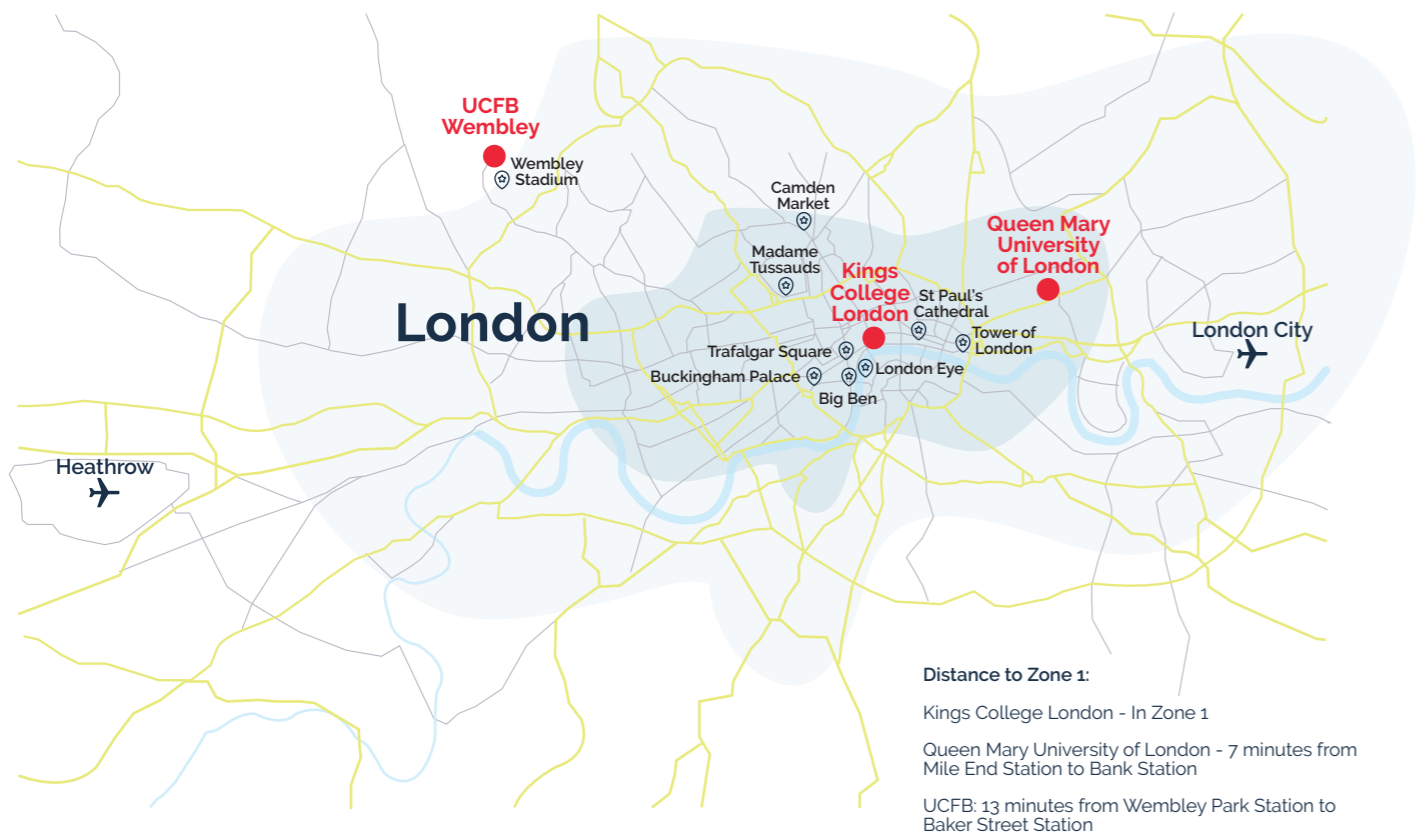 UCFB
Wembley
Wembley
Stadium
Camden
Market
Queen Mary
University
of London
Madame
Tussauds
Kings
College
London
St Paul's
Cathedral
London
London City
Tower of
London
Trafalgar Square
Buckingham Palace
London Eye
Big Ben
Heathrow
Distance to Zone 1:
Kings College London - In Zone 1
Queen Mary University of London - 7 minutes from
Mile End Station to Bank Station
UCFB: 13 minutes from Wembley Park Station to
Baker Street Station